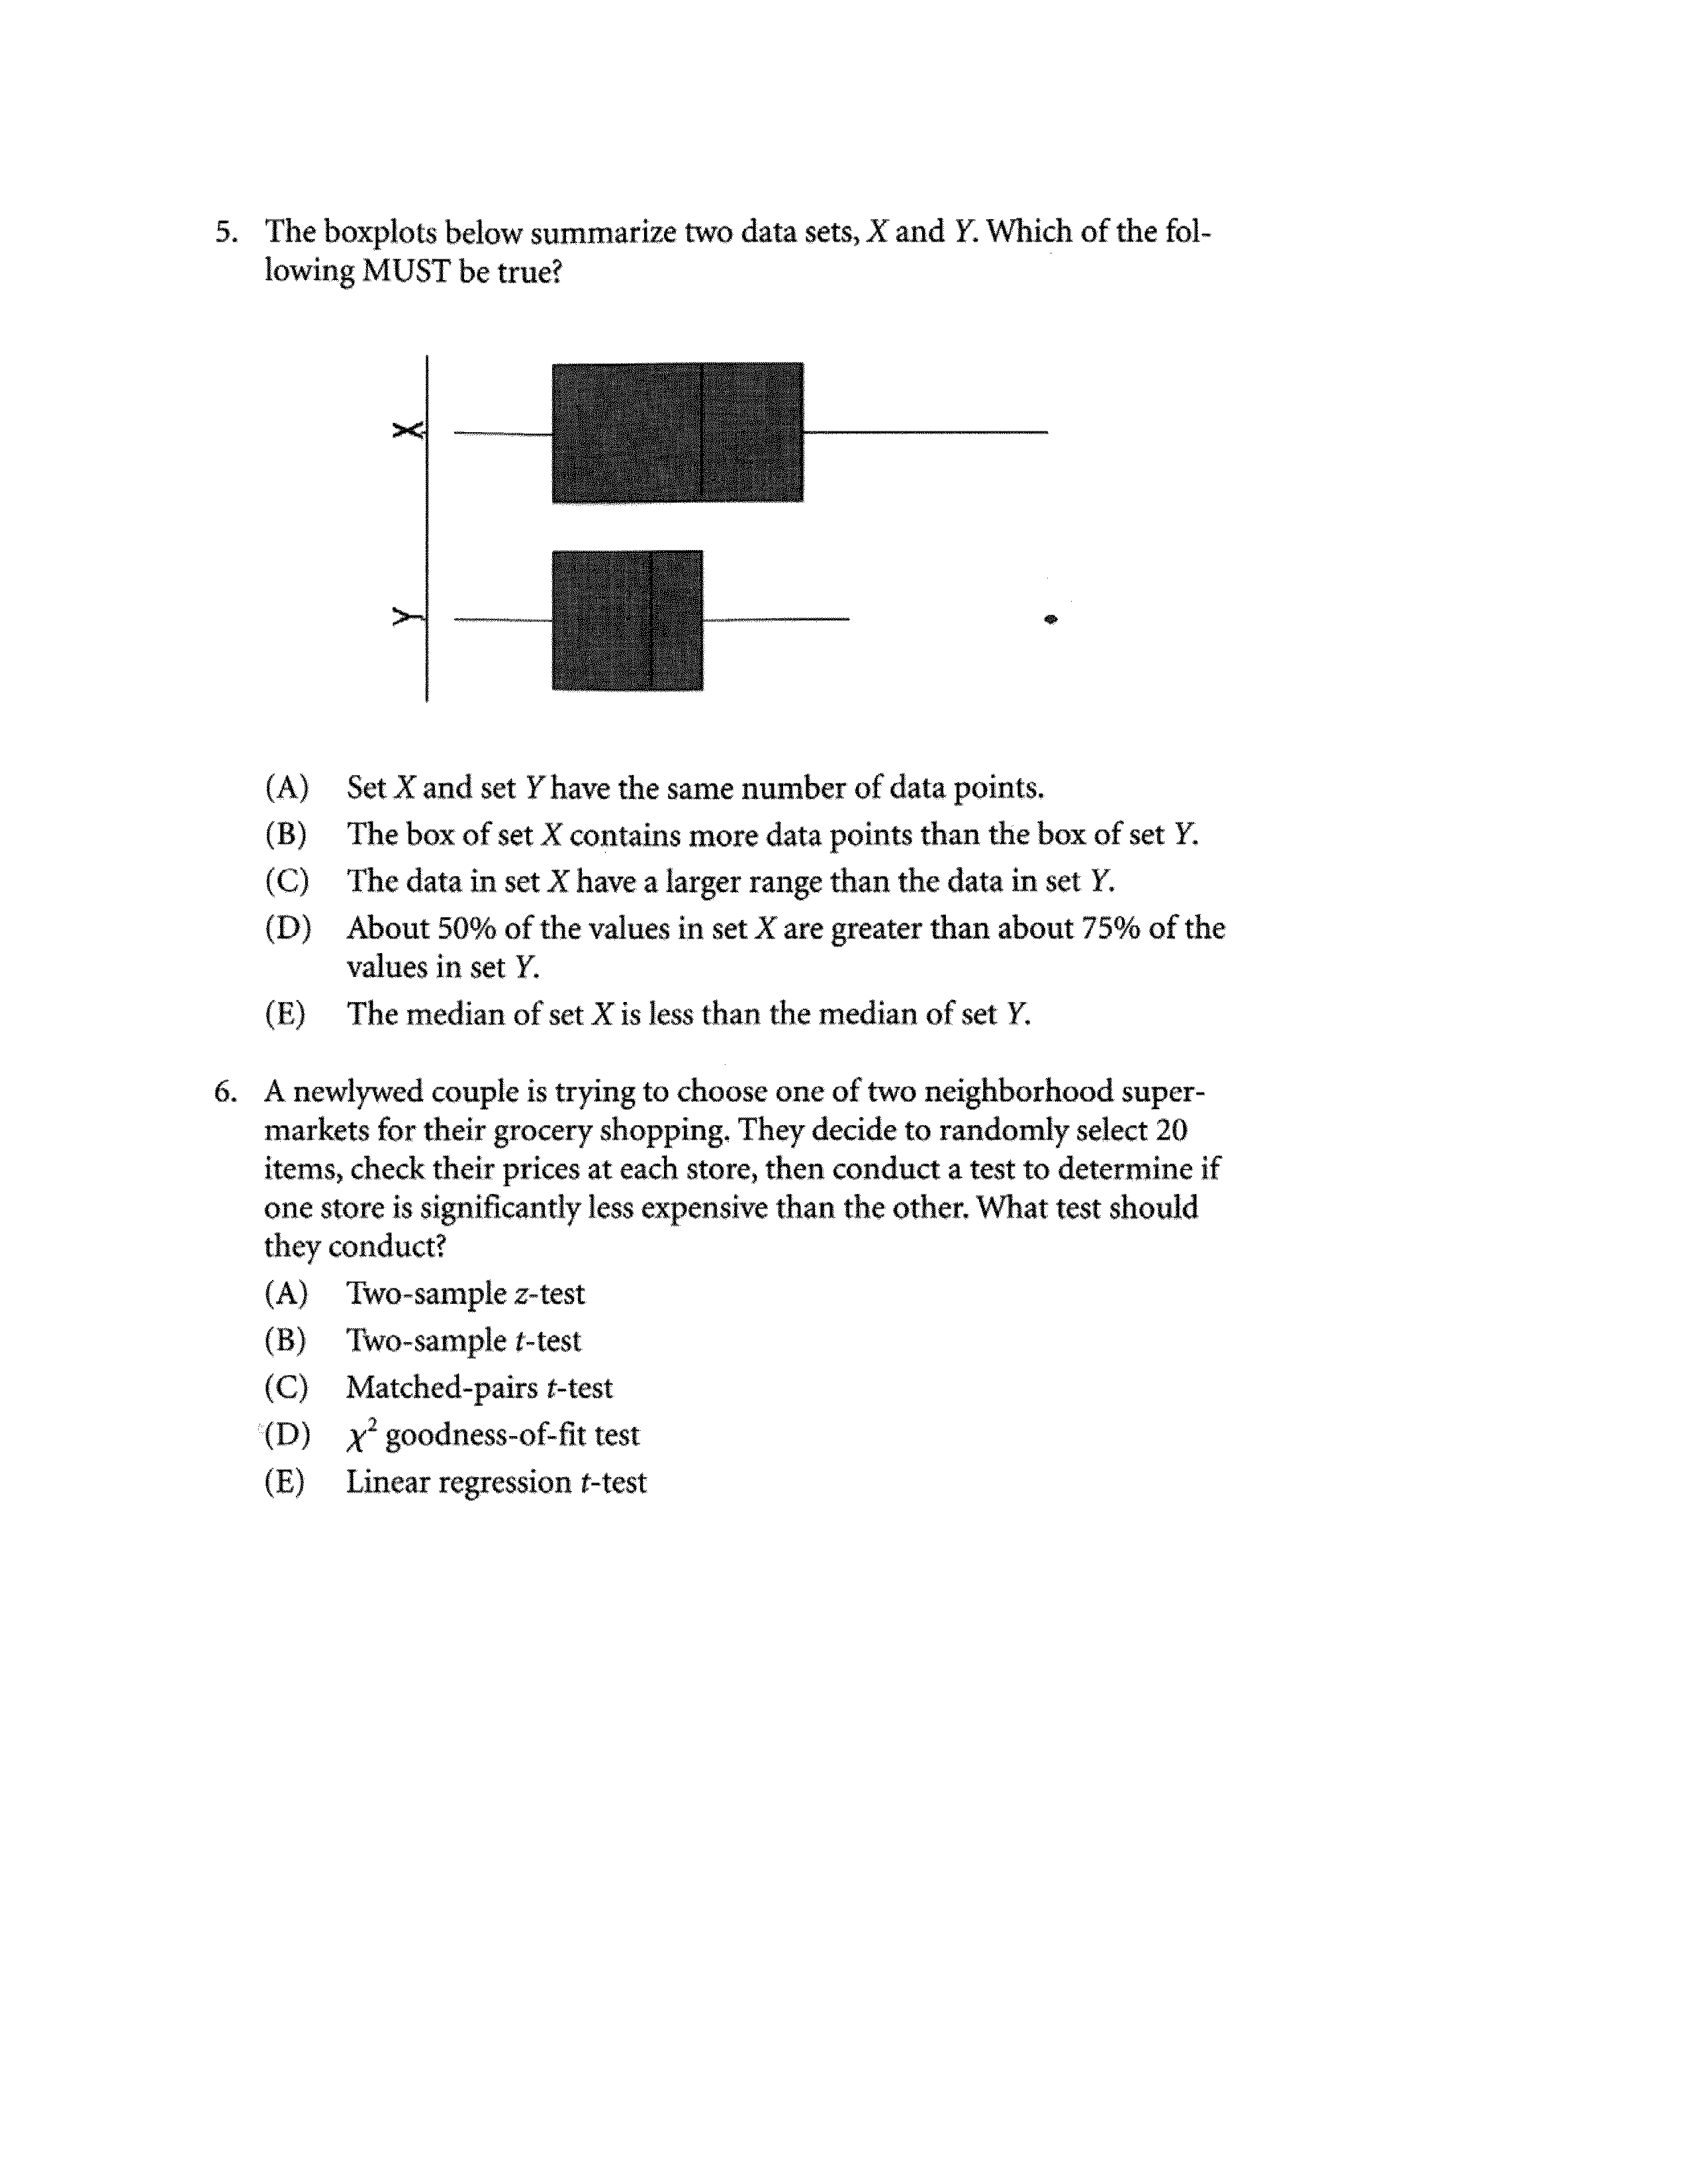 5. The boxplots below summarize two data sets, X and Y. Which of the fol-
lowing MUST be true?
X
Y
(A) Set X and set Y have the same number of data points.
(B) The box of set X contains more data points than the box of set Y.
(C) The data in set X have a larger range than the data in set Y.
(D) About 50% of the values in set X are greater than about 75% of the
values in set Y.
(E) The median of set X is less than the median of set Y.
6. A newlywed couple is trying to choose one of two neighborhood super-
markets for their grocery shopping. They decide to randomly select 20
items, check their prices at each store, then conduct a test to determine if
one store is significantly less expensive than the other. What test should
they conduct?
(A) Two-sample z-test
(B) Two-sample t-test
(C) Matched-pairs t-test
(D) χ² goodness-of-fit test
(E) Linear regression t-test